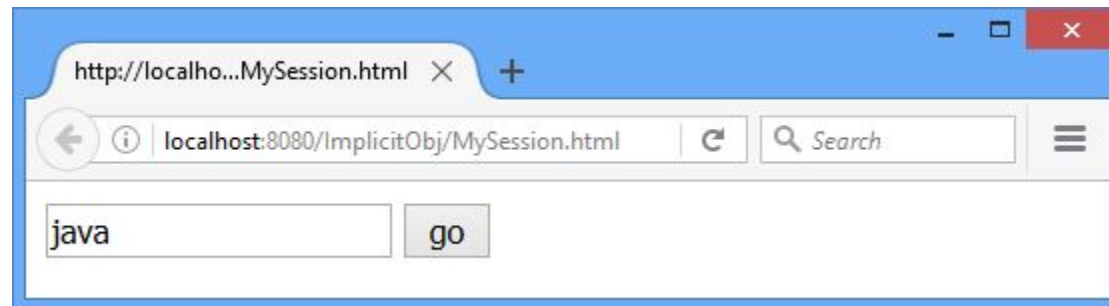 http://localho...MySession.html
localhost:8080/ImplicitObj/MySession.html Search
java go